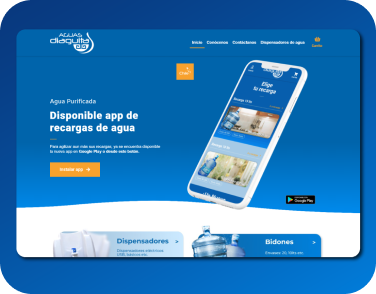 AGUAS
diaguita
Inicio Conócenos Contáctanos Dispensadores de agua
Elige
tu recarga
Agua Purificada
Disponible app de
recargas de agua
Para agilizar aun más sus recargas, ya se encuentra disponible
la nueva app en Google Play o desde este botón.
Instalar app →
Google Play
Dispensadores >
Bidones >